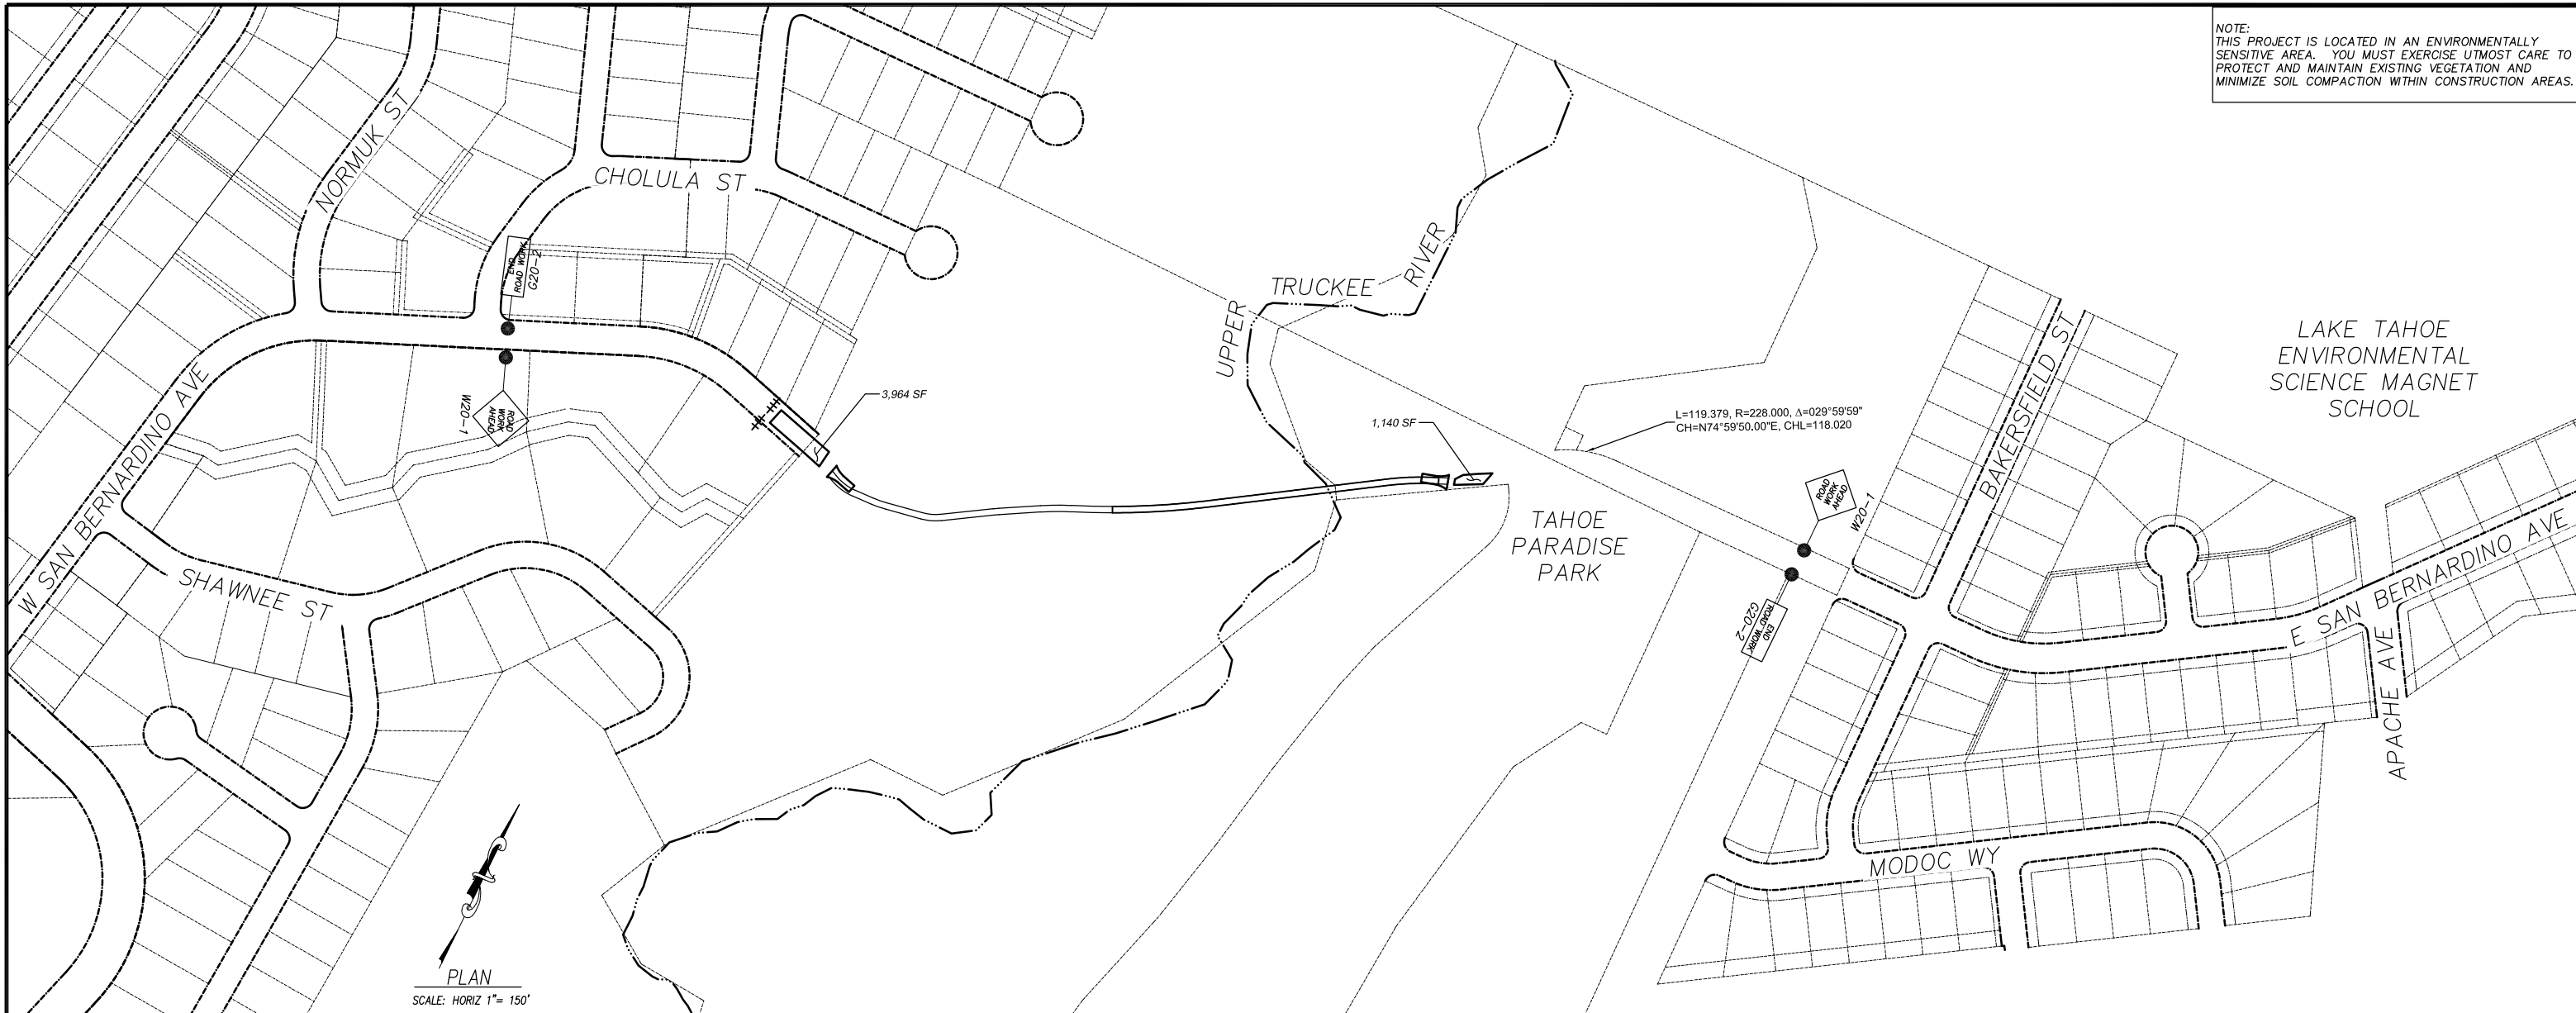 NOTE:
THIS PROJECT IS LOCATED IN AN ENVIRONMENTALLY
SENSITIVE AREA. YOU MUST EXERCISE UTMOST CARE TO
PROTECT AND MAINTAIN EXISTING VEGETATION AND
MINIMIZE SOIL COMPACTION WITHIN CONSTRUCTION AREAS.
NORMUK ST
CHOLULA ST
END
ROAD WORK
G20-2
W20-1
ROAD
WORK
AHEAD
W SAN BERNARDINO AVE
SHAWNEE ST
3,964 SF
UPPER
TRUCKEE
RIVER
1,140 SF
L=119.379, R=228.000, Δ=029°59'59"
CH=N74°59'50.00"E, CHL=118.020
TAHOE
PARADISE
PARK
ROAD
WORK
AHEAD
W20-1
END
ROAD WORK
G20-2
BAKERSFIELD ST
LAKE TAHOE
ENVIRONMENTAL
SCIENCE MAGNET
SCHOOL
E SAN BERNARDINO AVE
APACHE AVE
MODOC WY
PLAN
SCALE: HORIZ 1"= 150'